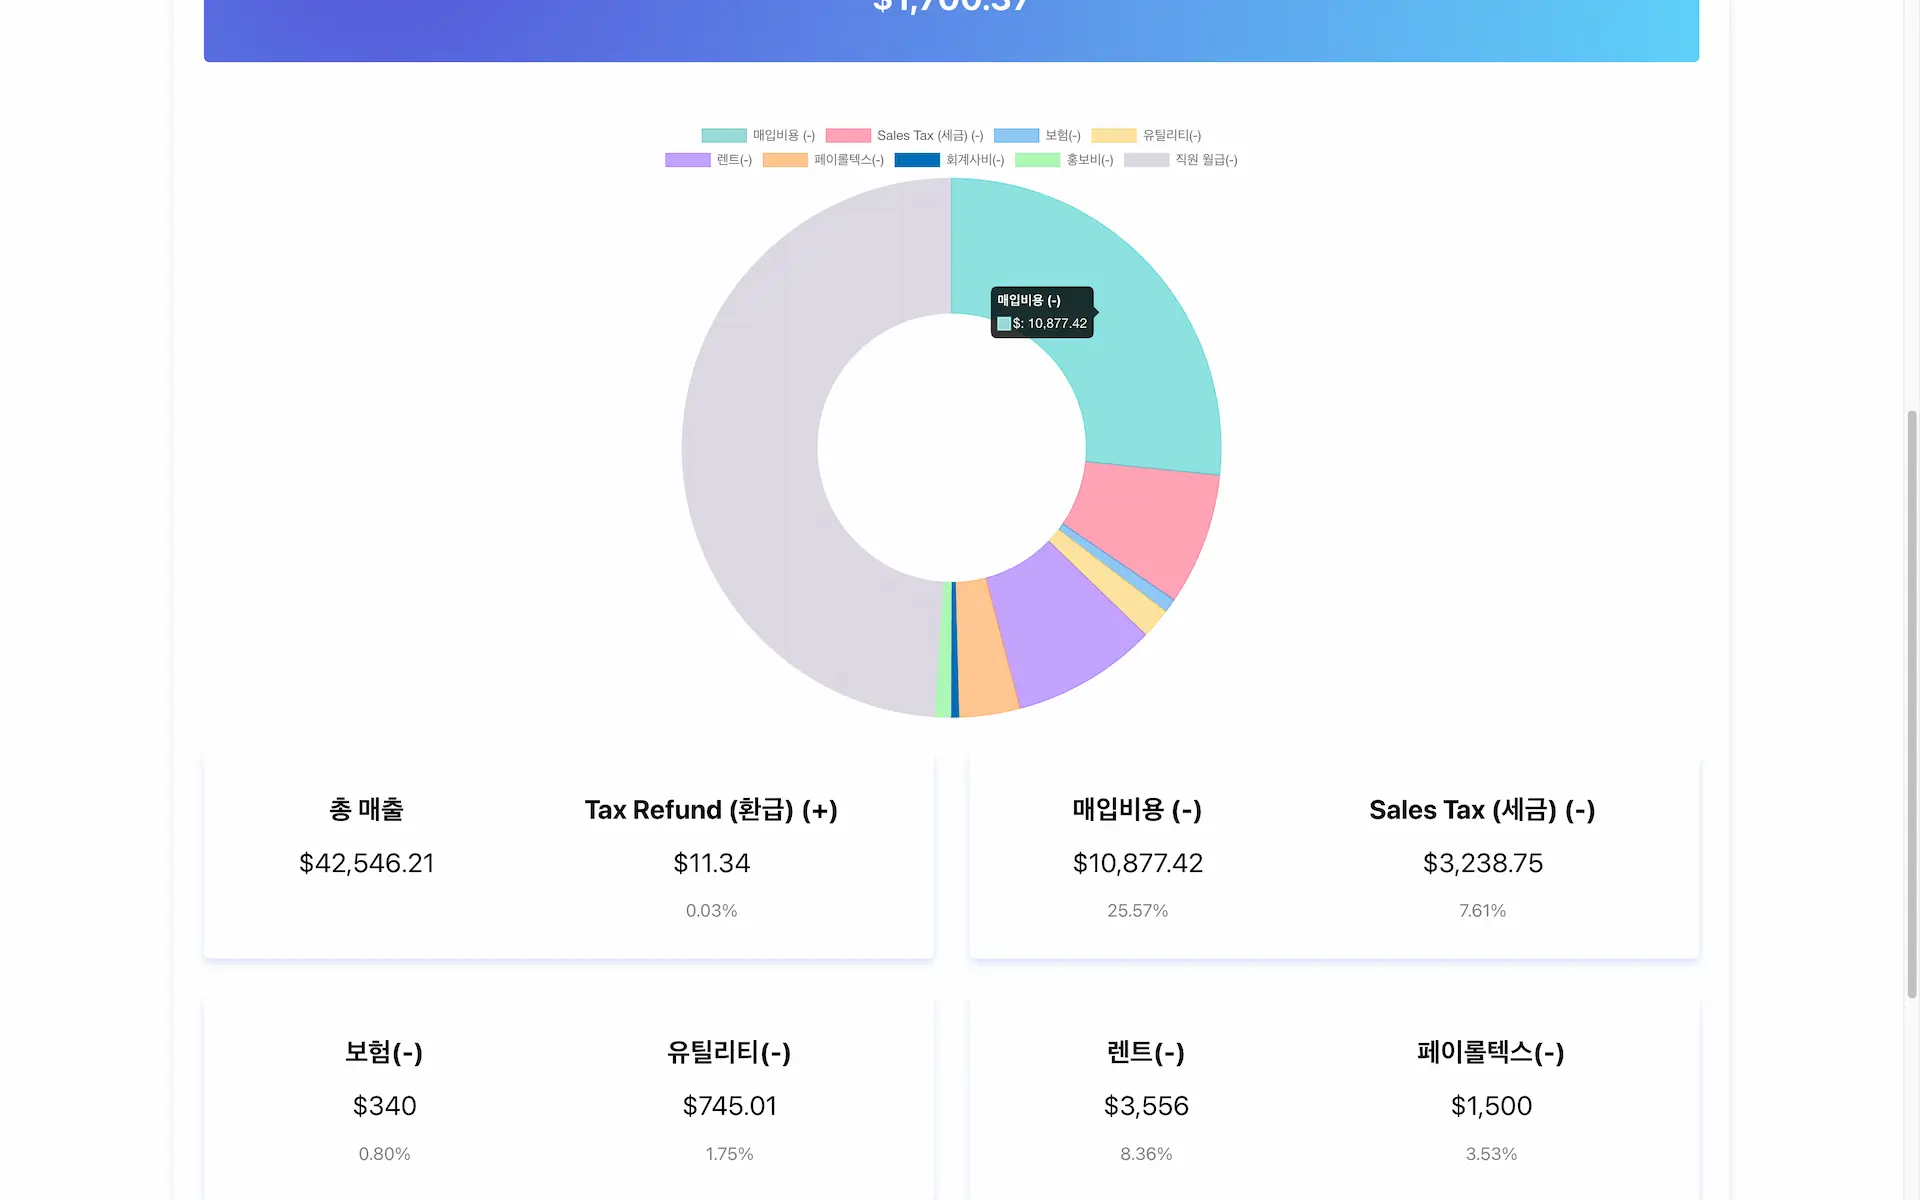 매입비용 (-) Sales Tax (세금) (-) 보험(-) 유틸리티(-)
렌트(-) 페이롤텍스(-) 회계사비(-) 홍보비(-) 직원 월급(-)
매입비용 (-)
$: 10,877.42
총 매출 Tax Refund (환급) (+) 매입비용 (-) Sales Tax (세금) (-)
$42,546.21 $11.34 $10,877.42 $3,238.75
0.03% 25.57% 7.61%
보험(-) 유틸리티(-) 렌트(-) 페이롤텍스(-)
$340 $745.01 $3,556 $1,500
0.80% 1.75% 8.36% 3.53%